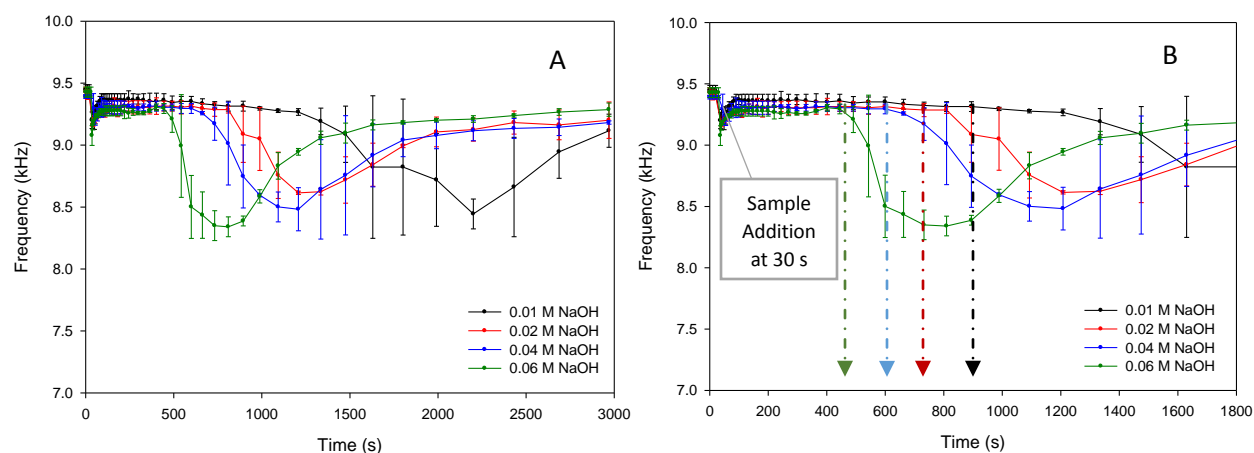 A
Frequency (kHz)
10.0
9.5
9.0
8.5
8.0
7.5
7.0
0.01 M NaOH
0.02 M NaOH
0.04 M NaOH
0.06 M NaOH
0 500 1000 1500 2000 2500 3000
Time (s)
B
Frequency (kHz)
10.0
9.5
9.0
8.5
8.0
7.5
7.0
Sample
Addition
at 30 s
0.01 M NaOH
0.02 M NaOH
0.04 M NaOH
0.06 M NaOH
0 200 400 600 800 1000 1200 1400 1600 1800
Time (s)